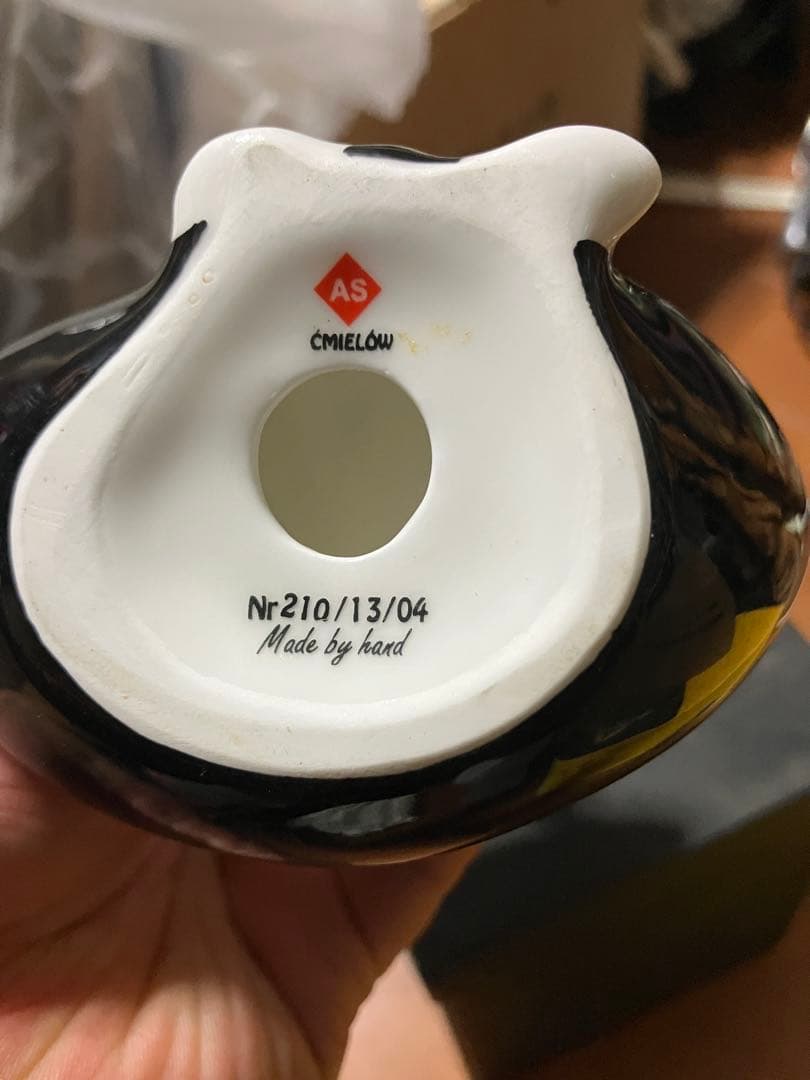 AS
ĆMIELÓW
Nr210/13/04
Made by hand